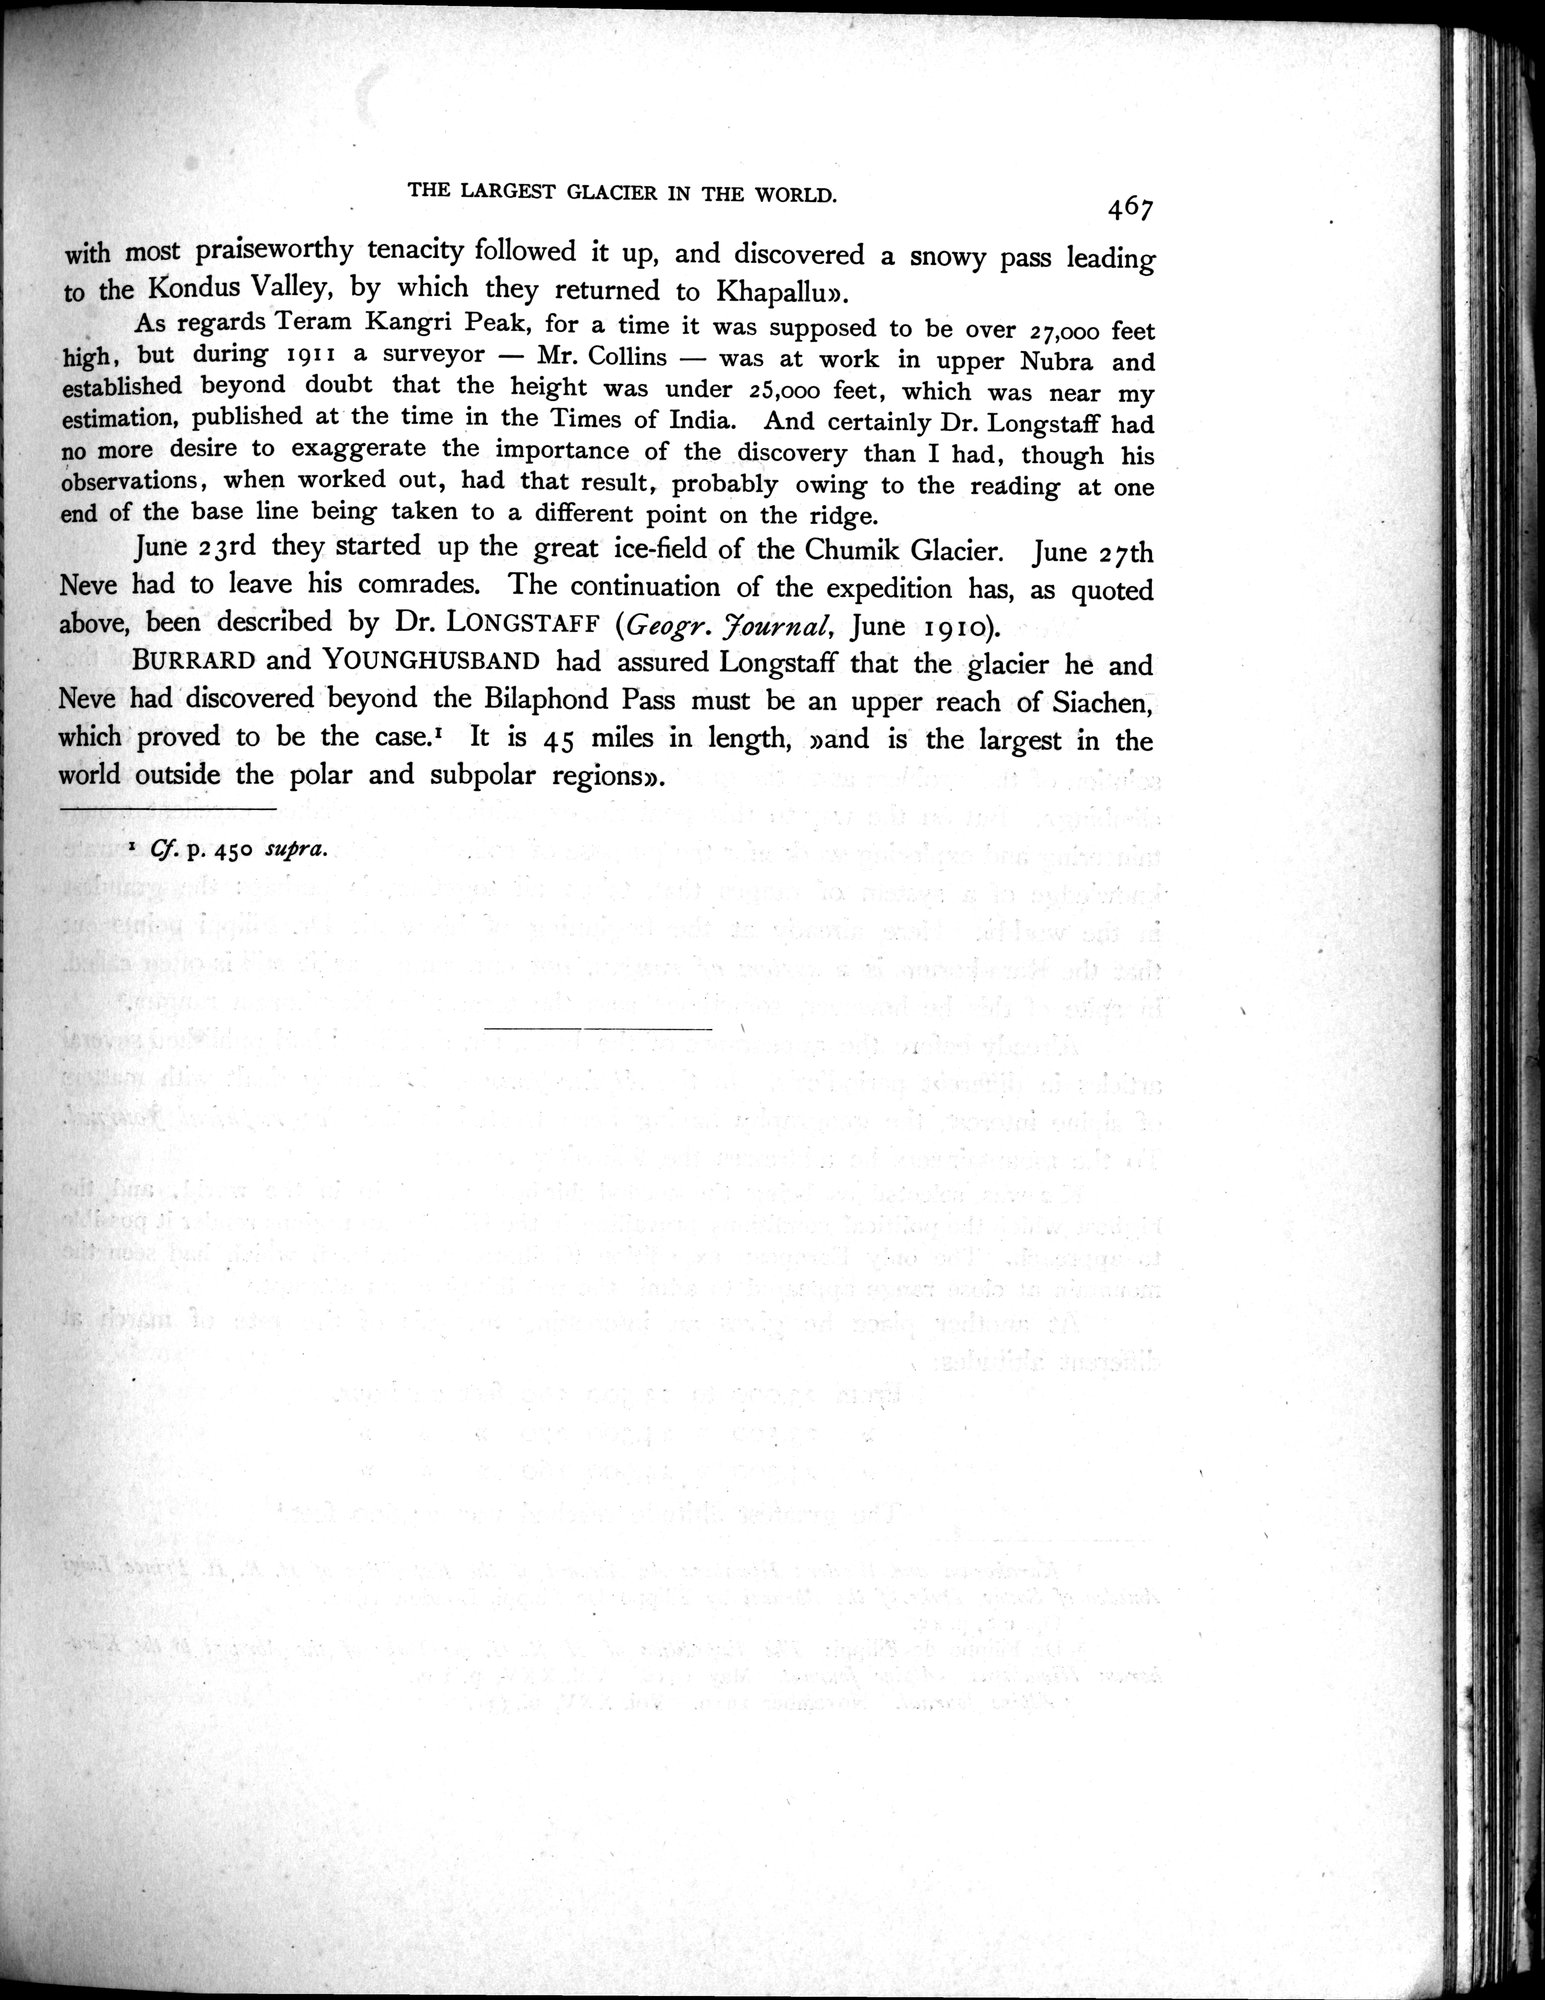 THE LARGEST GLACIER IN THE WORLD.
467
with most praiseworthy tenacity followed it up, and discovered a snowy pass leading
to the Kondus Valley, by which they returned to Khapallu».
As regards Teram Kangri Peak, for a time it was supposed to be over 27,000 feet
high, but during 1911 a surveyor — Mr. Collins — was at work in upper Nubra and
established beyond doubt that the height was under 25,000 feet, which was near my
estimation, published at the time in the Times of India. And certainly Dr. Longstaff had
no more desire to exaggerate the importance of the discovery than I had, though his
observations, when worked out, had that result, probably owing to the reading at one
end of the base line being taken to a different point on the ridge.
June 23rd they started up the great ice-field of the Chumik Glacier. June 27th
Neve had to leave his comrades. The continuation of the expedition has, as quoted
above, been described by Dr. LONGSTAFF (Geogr. Journal, June 1910).
BURRARD and YOUNGHUSBAND had assured Longstaff that the glacier he and
Neve had discovered beyond the Bilaphond Pass must be an upper reach of Siachen,
which proved to be the case.¹ It is 45 miles in length, »and is the largest in the
world outside the polar and subpolar regions».
¹ Cf. p. 450 supra.